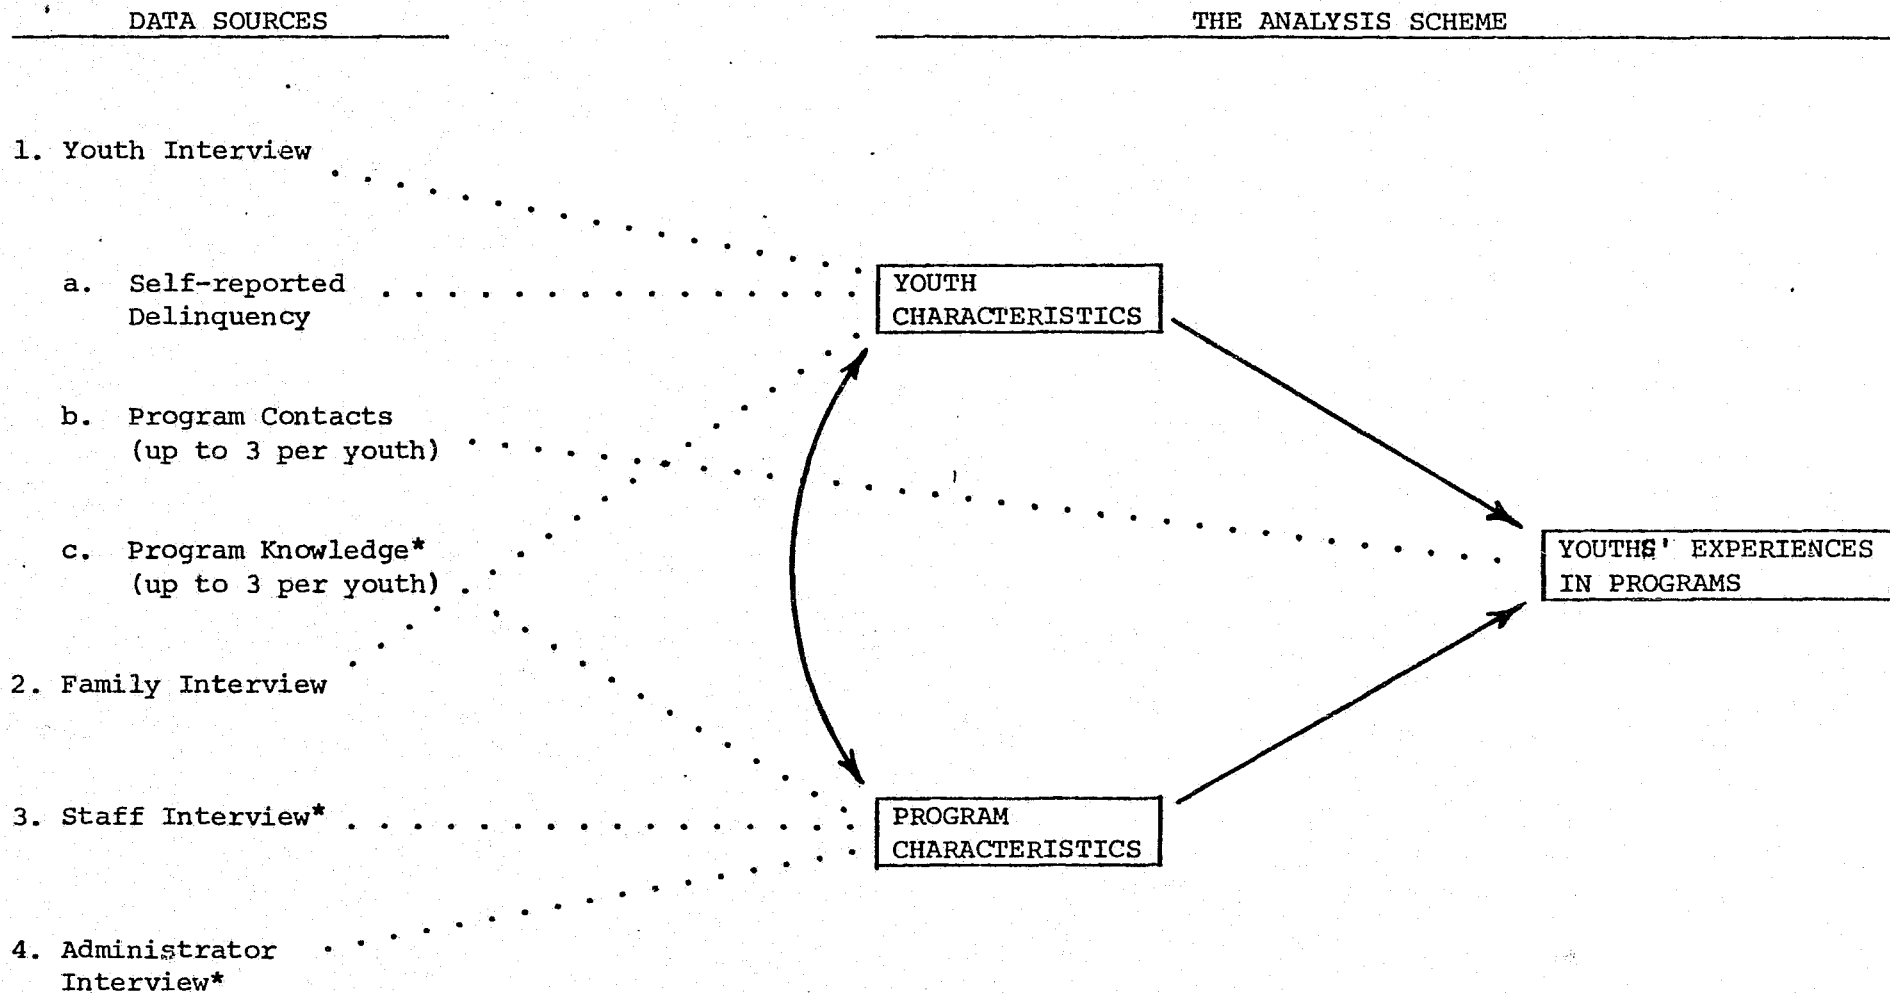 DATA SOURCES
THE ANALYSIS SCHEME
1. Youth Interview
a. Self-reported
Delinquency
b. Program Contacts
(up to 3 per youth)
c. Program Knowledge*
(up to 3 per youth)
2. Family Interview
3. Staff Interview*
4. Administrator
Interview*
YOUTH
CHARACTERISTICS
PROGRAM
CHARACTERISTICS
YOUTHS' EXPERIENCES
IN PROGRAMS